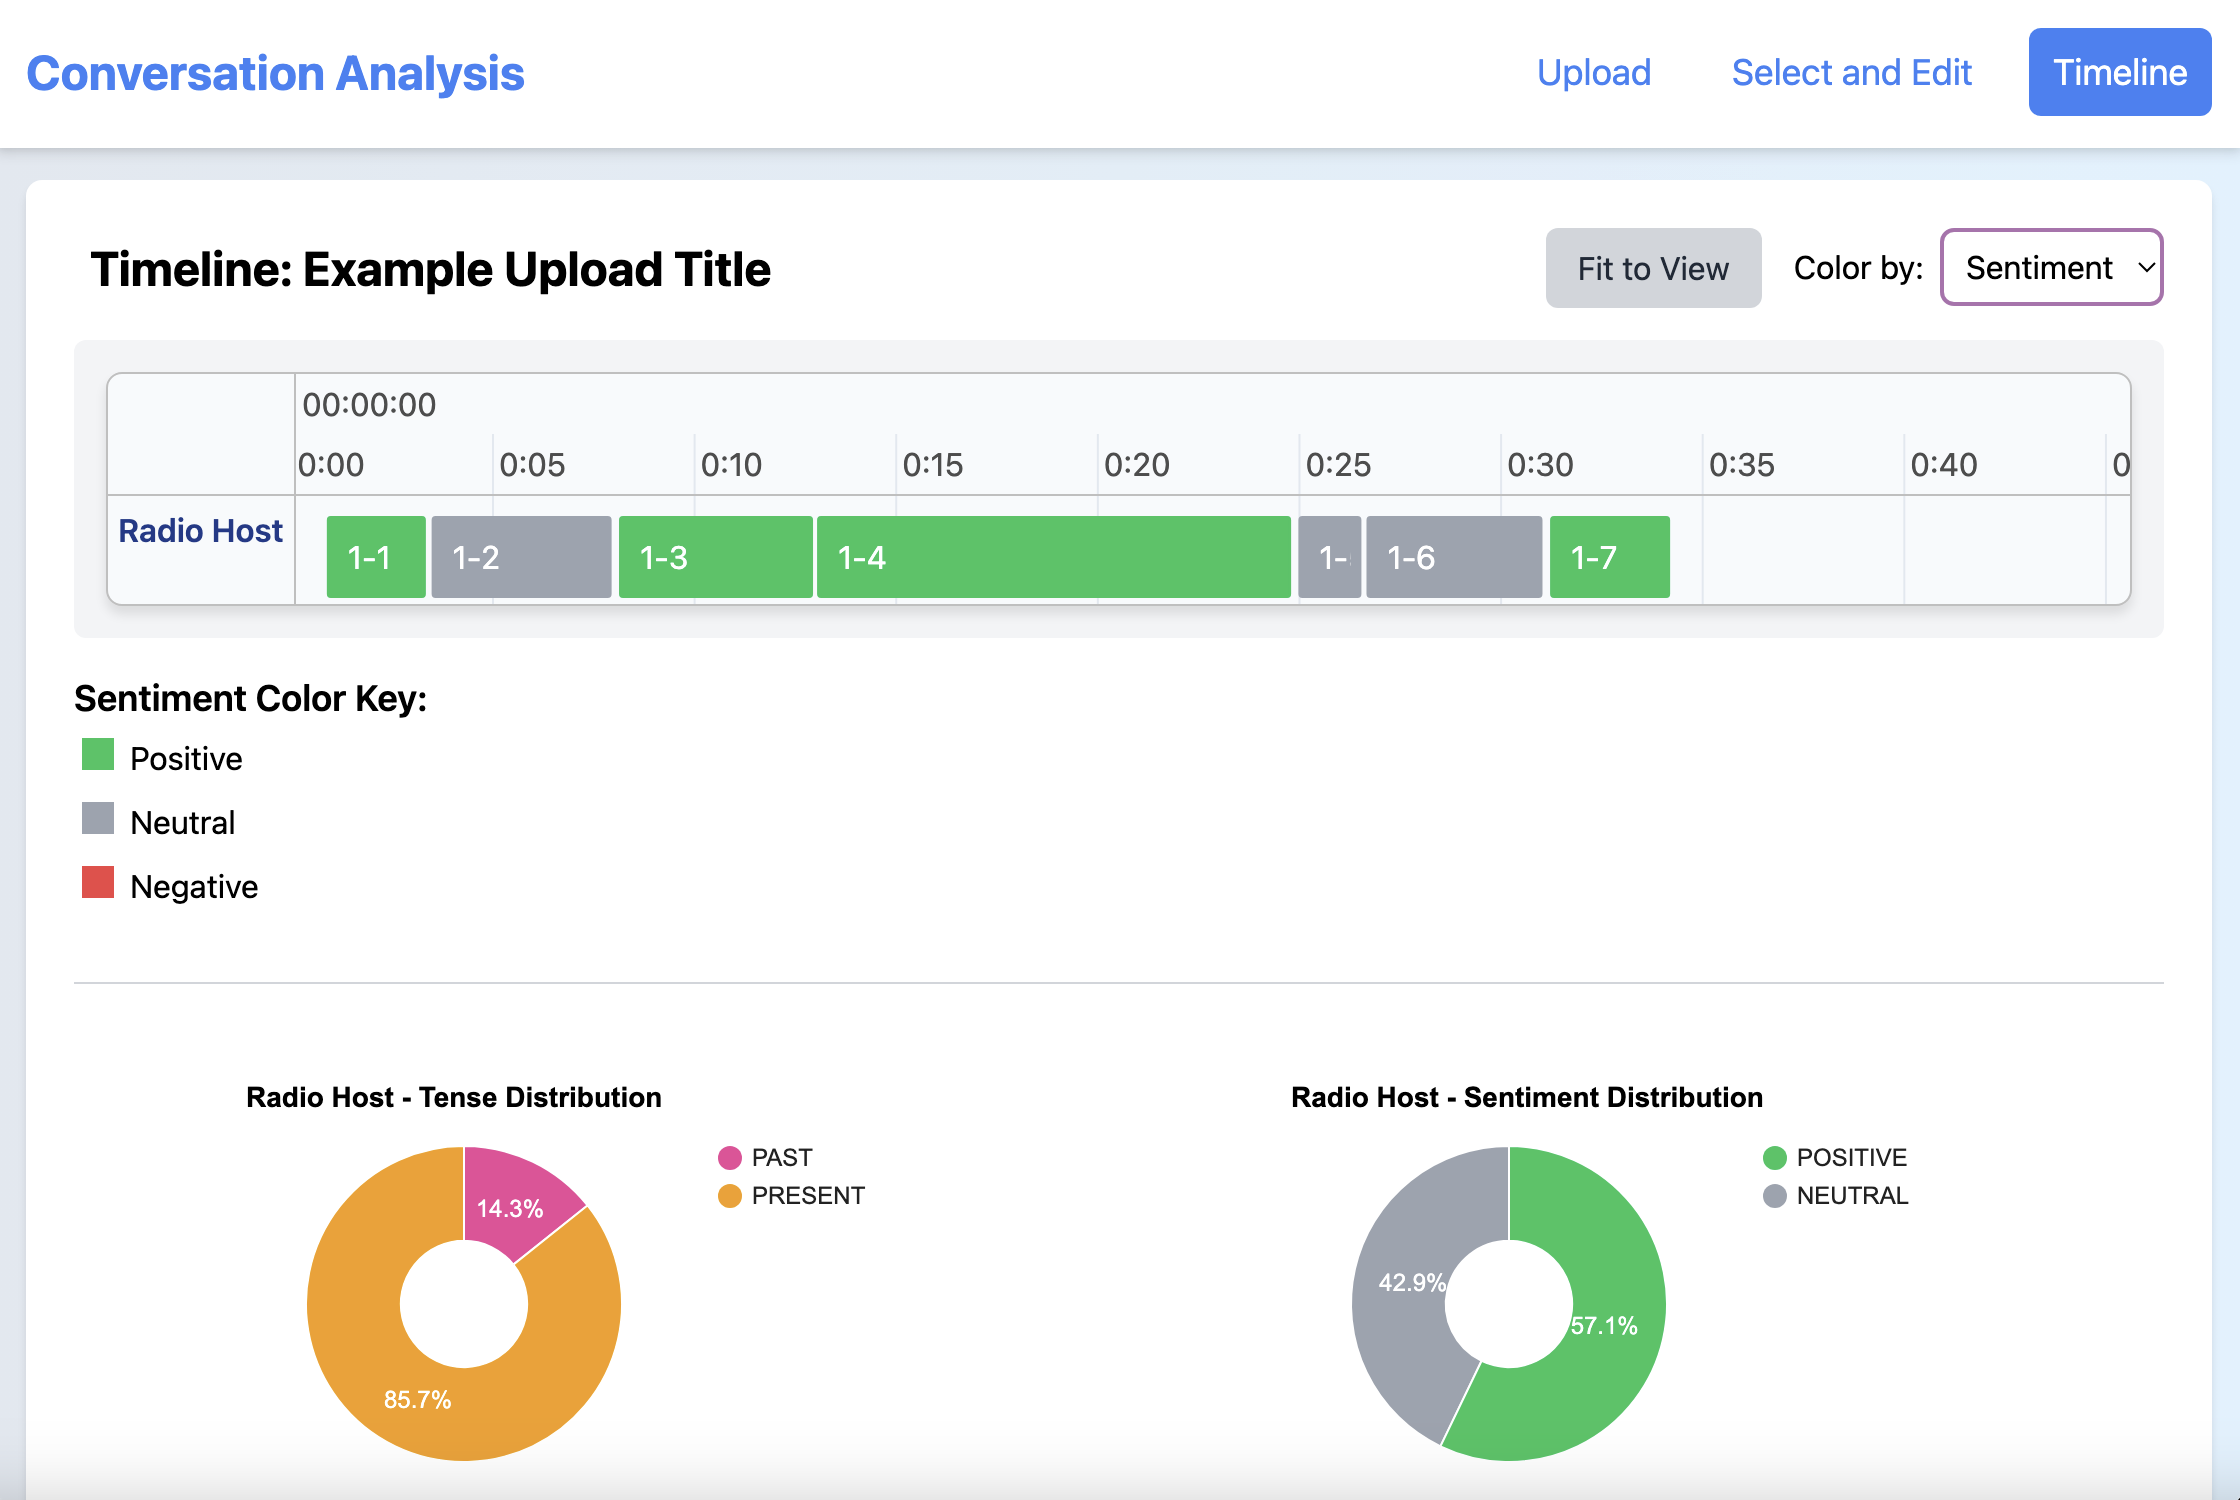 Conversation Analysis
Upload
Select and Edit
Timeline
Timeline: Example Upload Title
Fit to View
Color by:
Sentiment
00:00:00
0:00 0:05 0:10 0:15 0:20 0:25 0:30 0:35 0:40 0
Radio Host
1-1 1-2 1-3 1-4 1- 1-6 1-7
Sentiment Color Key:
Positive
Neutral
Negative
Radio Host - Tense Distribution
PAST
PRESENT
14.3%
85.7%
Radio Host - Sentiment Distribution
POSITIVE
NEUTRAL
42.9%
57.1%